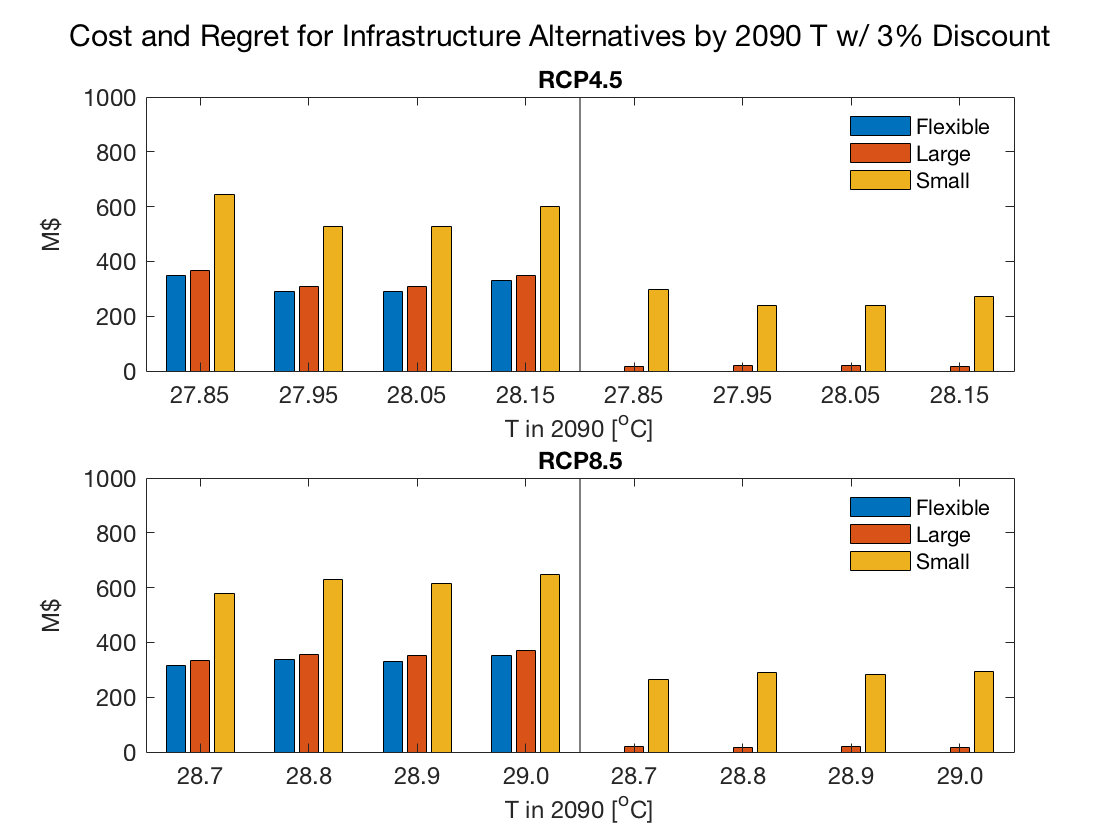 Cost and Regret for Infrastructure Alternatives by 2090 T w/ 3% Discount
RCP4.5
1000
800
600
400
200
0
M$
Flexible
Large
Small
27.85 27.95 28.05 28.15 27.85 27.95 28.05 28.15
T in 2090 [°C]
RCP8.5
1000
800
600
400
200
0
M$
Flexible
Large
Small
28.7 28.8 28.9 29.0 28.7 28.8 28.9 29.0
T in 2090 [°C]